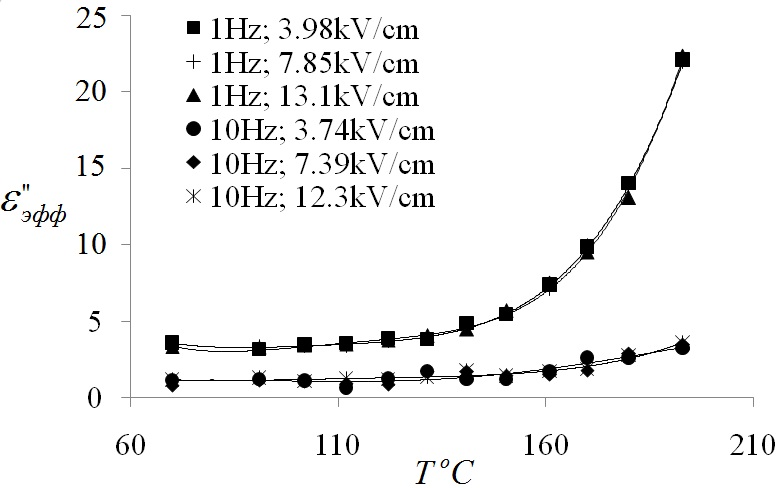 25
20
15
10
5
0
ε"эфф
1Hz; 3.98kV/cm
1Hz; 7.85kV/cm
1Hz; 13.1kV/cm
10Hz; 3.74kV/cm
10Hz; 7.39kV/cm
10Hz; 12.3kV/cm
60 110 160 210
T°C